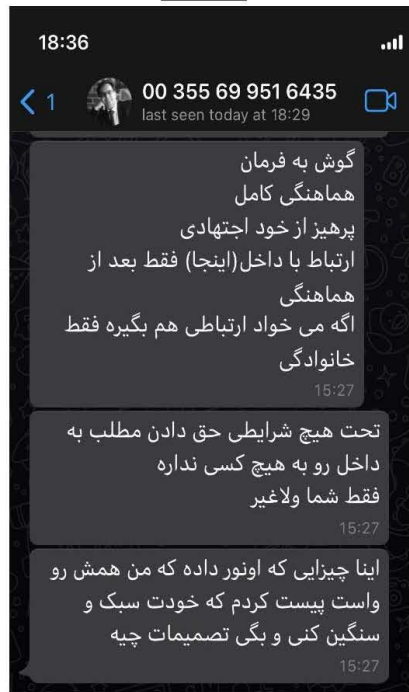 18:36
1
00 355 69 951 6435
last seen today at 18:29
گوش به فرمان
هماهنگی کامل
پرهیز از خود اجتهادی
ارتباط با داخل(اینجا) فقط بعد از
هماهنگی
اگه می خواد ارتباطی هم بگیره فقط
خانوادگی
15:27
تحت هیچ شرایطی حق دادن مطلب به
داخل رو به هیچ کسی نداره
فقط شما ولاغیر
15:27
اینا چیزایی که اونور داده که من همش رو
واست پیست کردم که خودت سبک و
سنگین کنی و بگی تصمیمات چیه
15:27